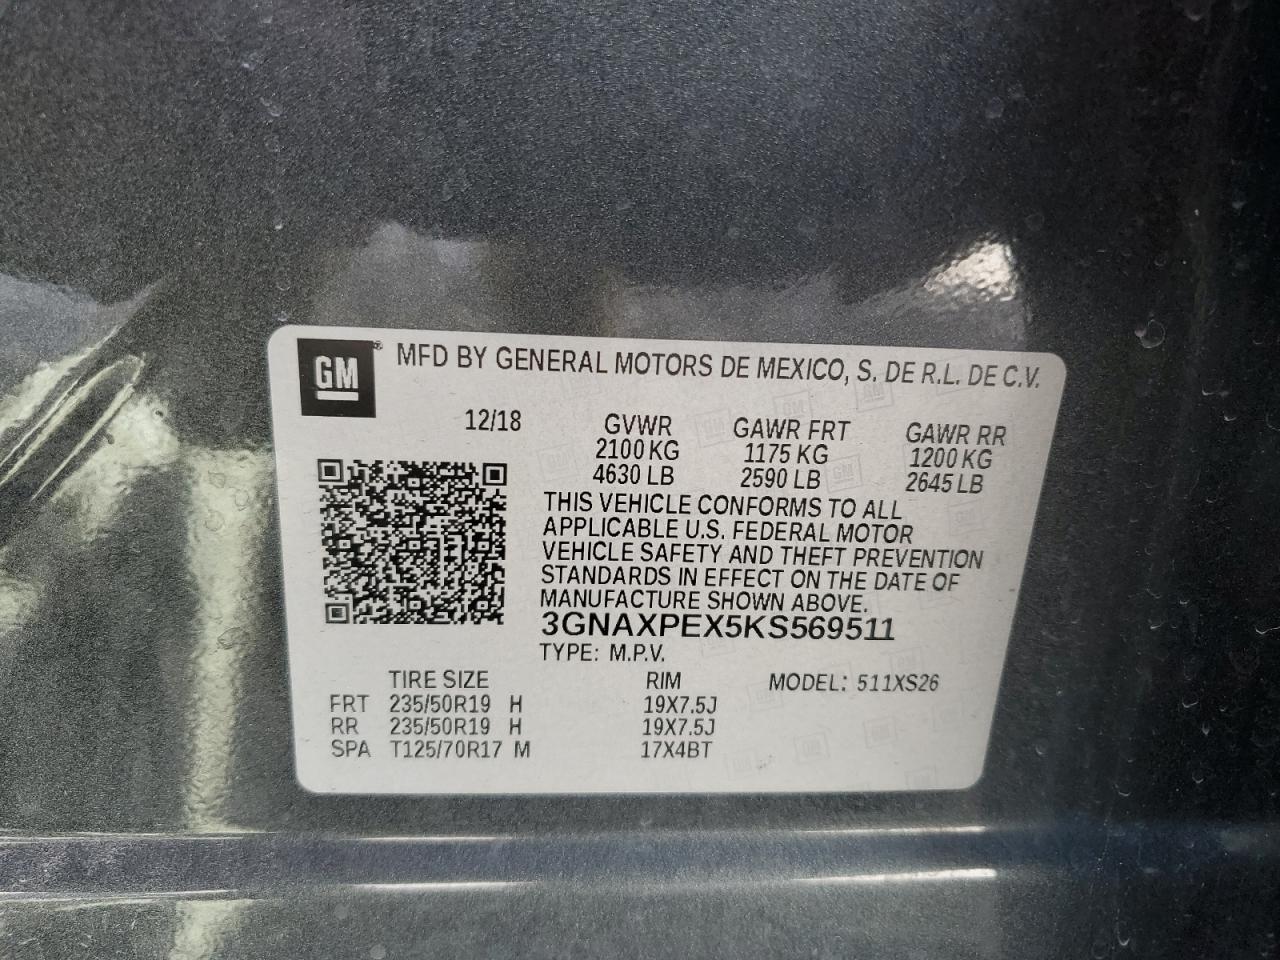 GM
MFD BY GENERAL MOTORS DE MEXICO, S. DE R.L. DE C.V.
12/18 GVWR GAWR FRT GAWR RR
2100 KG 1175 KG 1200 KG
4630 LB 2590 LB 2645 LB
THIS VEHICLE CONFORMS TO ALL
APPLICABLE U.S. FEDERAL MOTOR
VEHICLE SAFETY AND THEFT PREVENTION
STANDARDS IN EFFECT ON THE DATE OF
MANUFACTURE SHOWN ABOVE.
3GNAXPEX5KS569511
TYPE: M.P.V.
TIRE SIZE RIM MODEL: 511XS26
FRT 235/50R19 H 19X7.5J
RR 235/50R19 H 19X7.5J
SPA T125/70R17 M 17X4BT